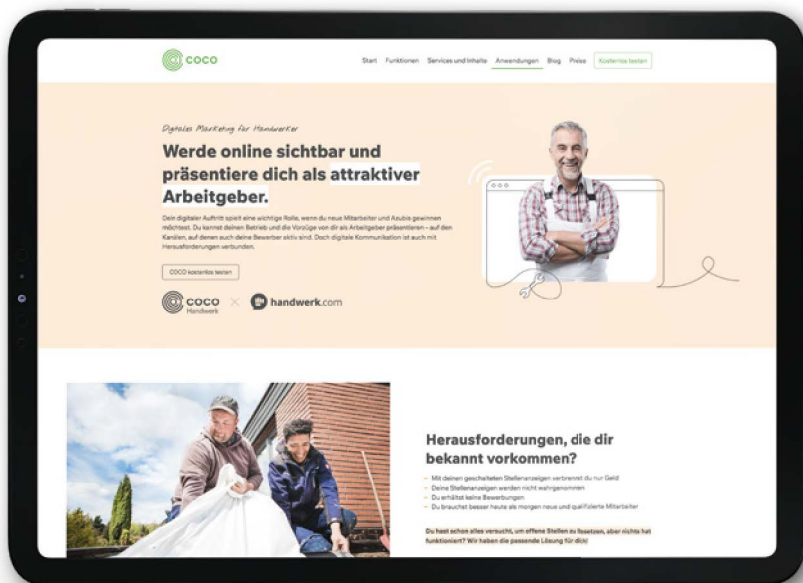 COCO
Start Funktionen Services und Inhalte Anwendungen Blog Preise Kostenlos testen
Digitales Marketing für Handwerker
Werde online sichtbar und
präsentiere dich als attraktiver
Arbeitgeber.
Dein digitaler Auftritt spielt eine wichtige Rolle, wenn du neue Mitarbeiter und Azubis gewinnen
möchtest. Du kannst deinen Betrieb und die Vorzüge von dir als Arbeitgeber präsentieren – auf den
Kanälen, auf denen auch deine Bewerber aktiv sind. Doch digitale Kommunikation ist auch mit
Herausforderungen verbunden.
COCO kostenlos testen
COCO
Handwerk
handwerk.com
Herausforderungen, die dir
bekannt vorkommen?
– Mit deinen geschalteten Stellenanzeigen verbrennst du nur Geld
– Deine Stellenanzeigen werden nicht wahrgenommen
– Du erhältst keine Bewerbungen
– Du brauchst besser heute als morgen neue und qualifizierte Mitarbeiter
Du hast schon alles versucht, um offene Stellen zu besetzen, aber nichts hat
funktioniert? Wir haben die passende Lösung für dich!